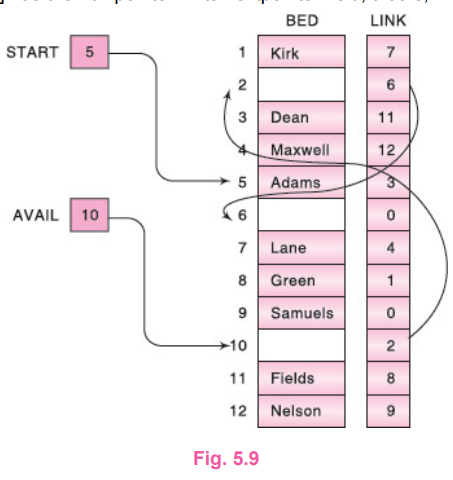 BED LINK
START 5
1 Kirk 7
2 6
3 Dean 11
4 Maxwell 12
5 Adams 3
AVAIL 10
6 0
7 Lane 4
8 Green 1
9 Samuels 0
10 2
11 Fields 8
12 Nelson 9
Fig. 5.9